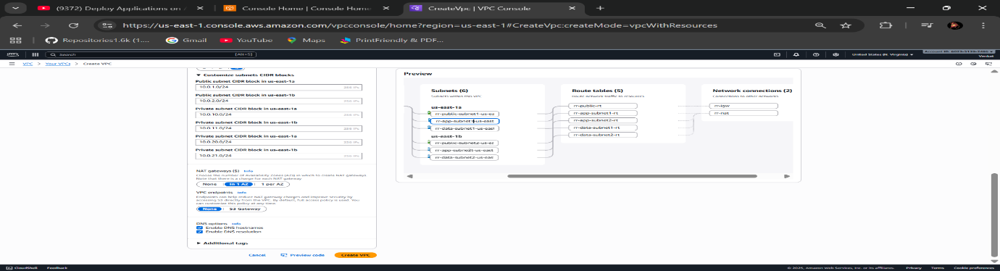 (9372) Deploy Applications on A
Console Home | Console Home
CreateVpc | VPC Console
https://us-east-1.console.aws.amazon.com/vpcconsole/home?region=us-east-1#CreateVpc:createMode=vpcWithResources
Repositories1.6k (1....
Gmail
YouTube
Maps
PrintFriendly & PDF...
aws
Search
[Alt+S]
United States (N. Virginia)
Venkat
VPC > Your VPCs > Create VPC
Customize subnets CIDR blocks
Public subnet CIDR block in us-east-1a
10.0.1.0/24
256 IPs
Public subnet CIDR block in us-east-1b
10.0.2.0/24
256 IPs
Private subnet CIDR block in us-east-1a
10.0.10.0/24
256 IPs
Private subnet CIDR block in us-east-1b
10.0.11.0/24
256 IPs
Private subnet CIDR block in us-east-1a
10.0.20.0/24
256 IPs
Private subnet CIDR block in us-east-1b
10.0.21.0/24
256 IPs
NAT gateways ($) Info
Choose the number of Availability Zones (AZs) in which to create NAT gateways.
Note that there is a charge for each NAT gateway
None
In 1 AZ
1 per AZ
VPC endpoints Info
Endpoints can help reduce NAT gateway charges and improve security by
accessing S3 directly from the VPC. By default, full access policy is used. You
can customize this policy at any time.
None
S3 Gateway
DNS options Info
Enable DNS hostnames
Enable DNS resolution
Additional tags
Cancel
Preview code
Create VPC
Preview
Subnets (6)
Subnets within this VPC
us-east-1a
rr-public-subnet1-us-ea
rr-app-subnet1-us-east
rr-data-subnet1-us-east
us-east-1b
rr-public-subnet2-us-ea
rr-app-subne2t-us-east
rr-data-subnet2-us-east
Route tables (5)
Route network traffic to resources
rr-public-rt
rr-app-subnet1-rt
rr-app-subnet2-rt
rr-data-subnet1-rt
rr-data-subnet2-rt
Network connections (2)
Connections to other networks
rr-igw
rr-nat
CloudShell
Feedback
© 2025, Amazon Web Services, Inc. or its affiliates.
Privacy
Terms
Cookie preferences